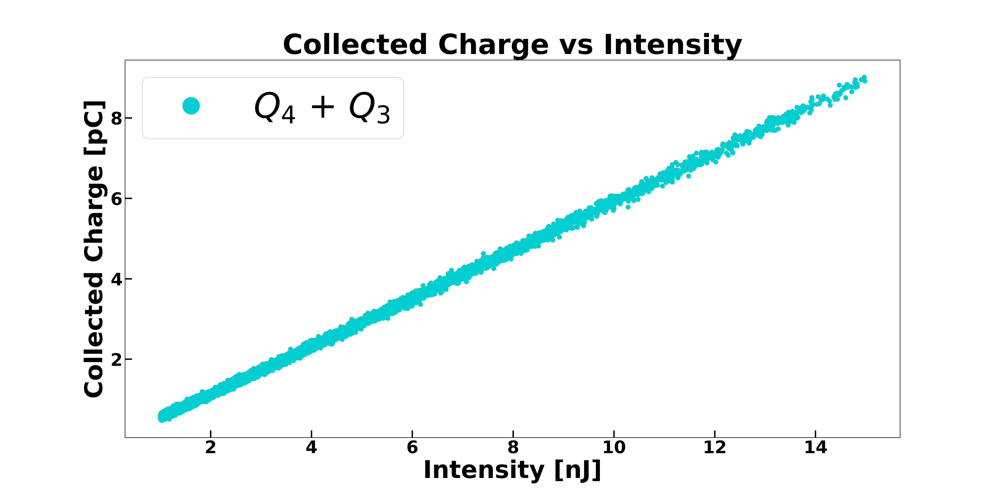 Collected Charge vs Intensity
Q₄ + Q₃
Collected Charge [pC]
8
6
4
2
2 4 6 8 10 12 14
Intensity [nJ]